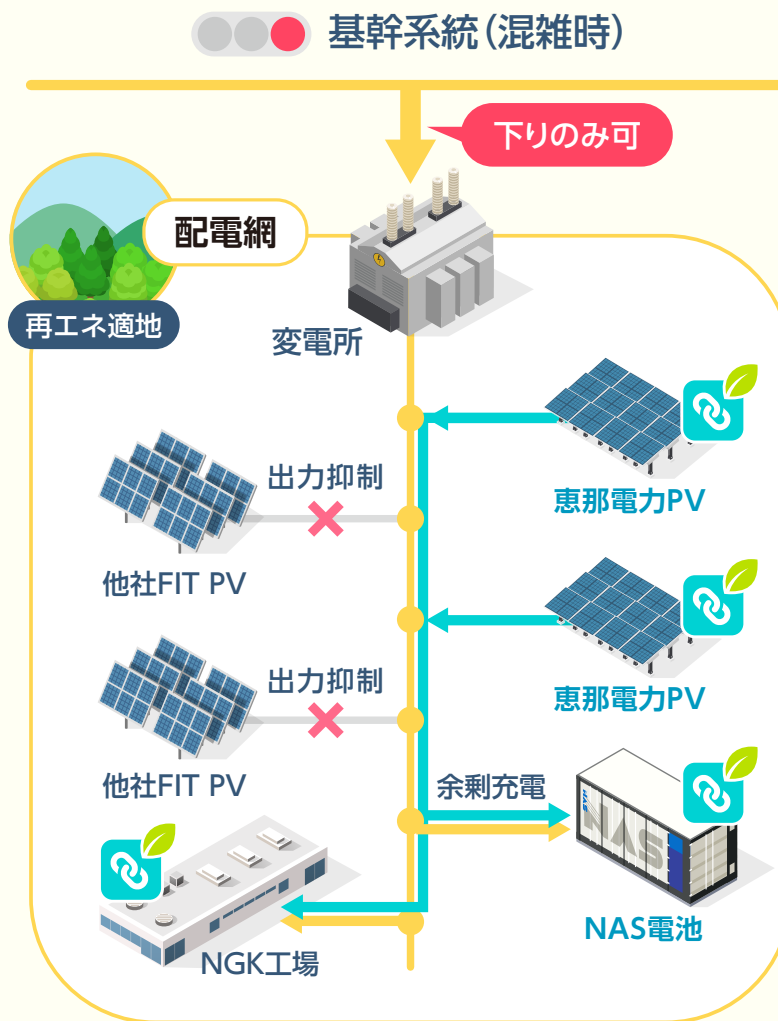 基幹系統(混雑時)
下りのみ可
配電網
再エネ適地
変電所
恵那電力PV
出力抑制
他社FIT PV
恵那電力PV
出力抑制
他社FIT PV
余剰充電
NAS
NAS
NAS電池
NGK工場